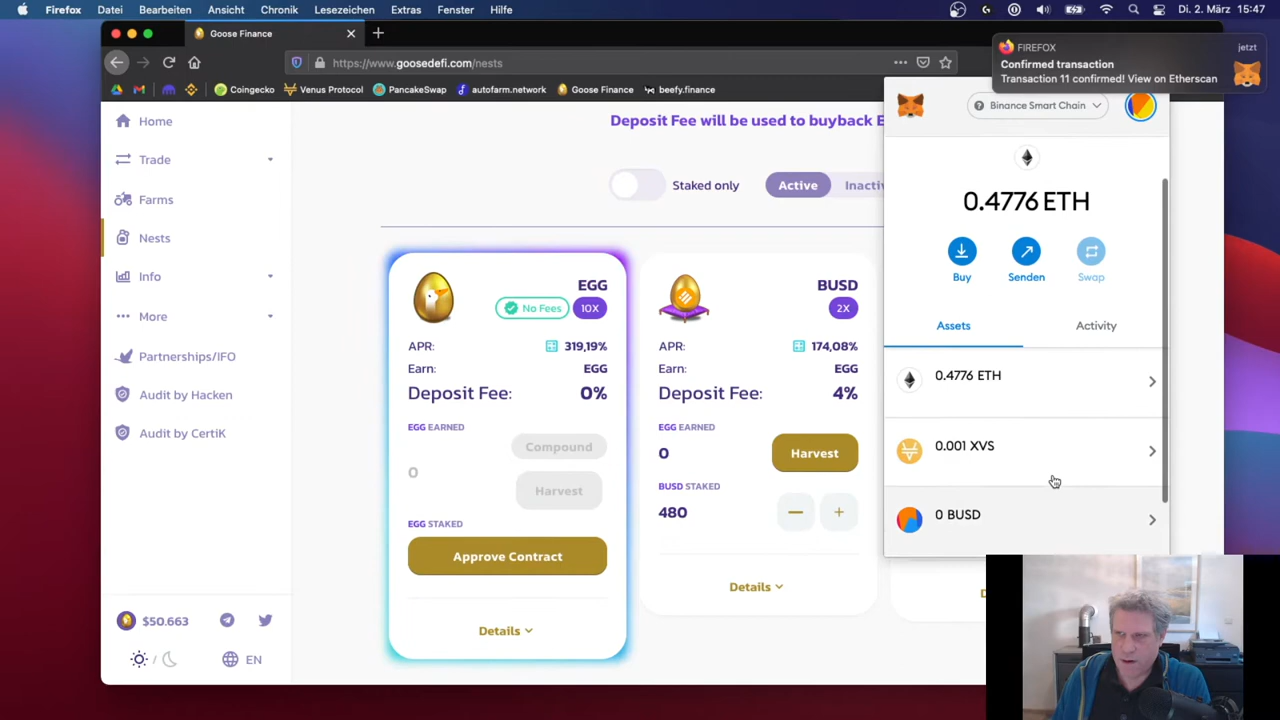 Firefox Datei Bearbeiten Ansicht Chronik Lesezeichen Extras Fenster Hilfe Di. 2. März 15:47
Goose Finance
https://www.goosedefi.com/nests
Coingecko Venus Protocol PancakeSwap autofarm.network Goose Finance beefy.finance
FIREFOX jetzt
Confirmed transaction
Transaction 11 confirmed! View on Etherscan
Home
Trade
Farms
Nests
Info
More
Partnerships/IFO
Audit by Hacken
Audit by CertiK
$50.663
EN
Deposit Fee will be used to buyback E
Staked only Active Inactiv
EGG
No Fees 10X
APR: 319,19%
Earn: EGG
Deposit Fee: 0%
EGG EARNED
Compound
0
Harvest
EGG STAKED
Approve Contract
Details
BUSD
2X
APR: 174,08%
Earn: EGG
Deposit Fee: 4%
EGG EARNED
0 Harvest
BUSD STAKED
480 − +
Details
D
Binance Smart Chain
0.4776 ETH
Buy Senden Swap
Assets Activity
0.4776 ETH
0.001 XVS
0 BUSD